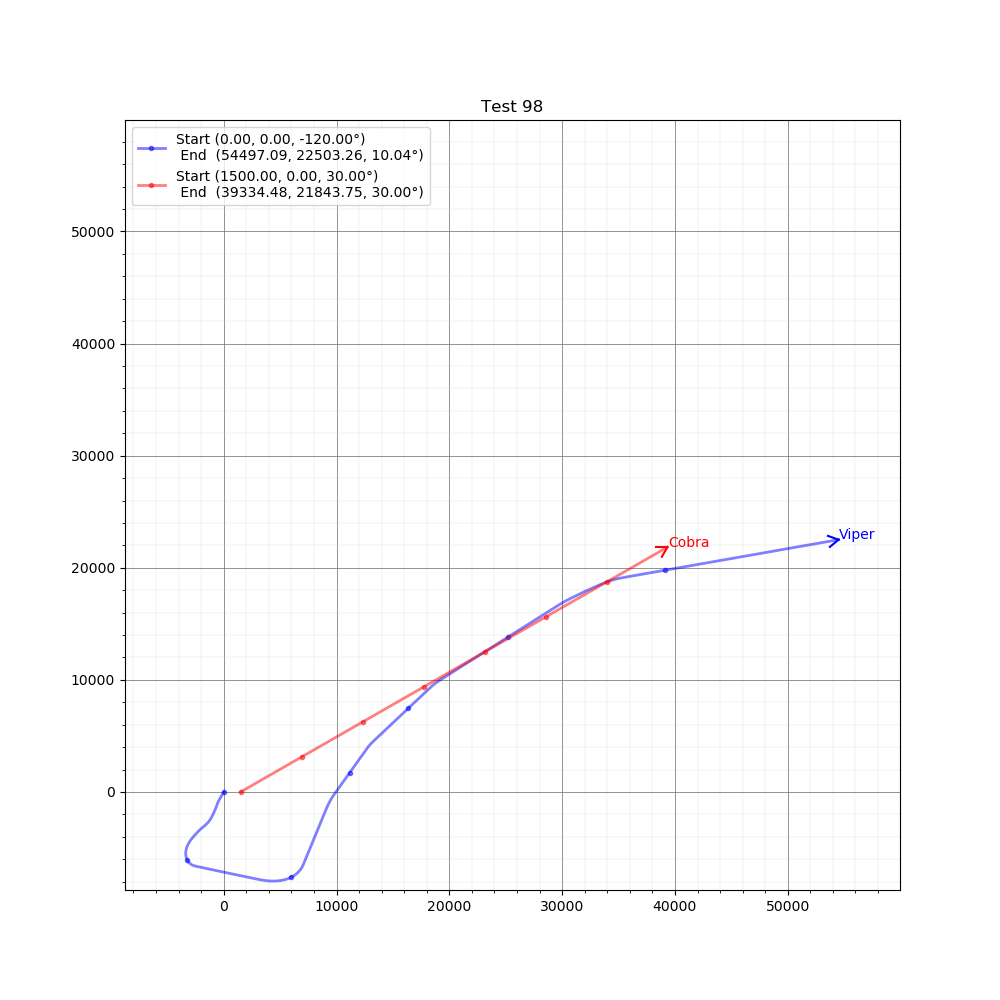 Test 98
Start (0.00, 0.00, -120.00°)
End (54497.09, 22503.26, 10.04°)
Start (1500.00, 0.00, 30.00°)
End (39334.48, 21843.75, 30.00°)
50000
40000
30000
20000
10000
0
Cobra
Viper
0
10000
20000
30000
40000
50000